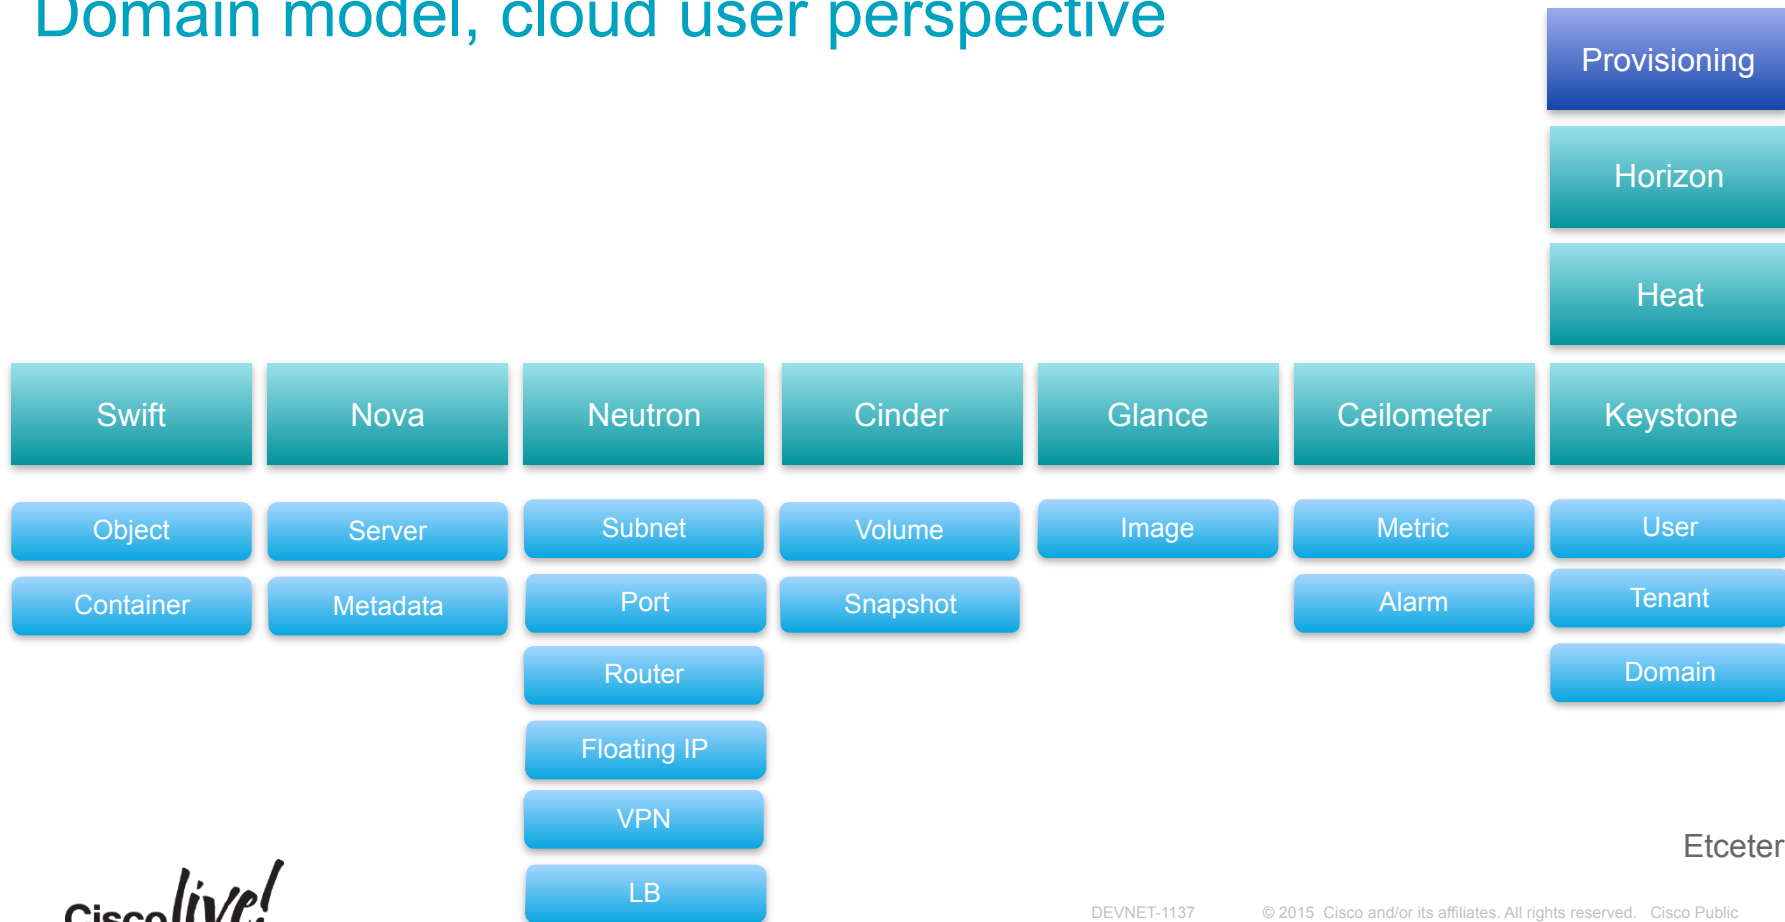 Domain model, cloud user perspective
Provisioning
Horizon
Heat
Swift Nova Neutron Cinder Glance Ceilometer Keystone
Object Server Subnet Volume Image Metric User
Container Metadata Port Snapshot Alarm Tenant
Router Domain
Floating IP
VPN
Etceter
LB
Cisco live!
DEVNET-1137 © 2015 Cisco and/or its affiliates. All rights reserved. Cisco Public